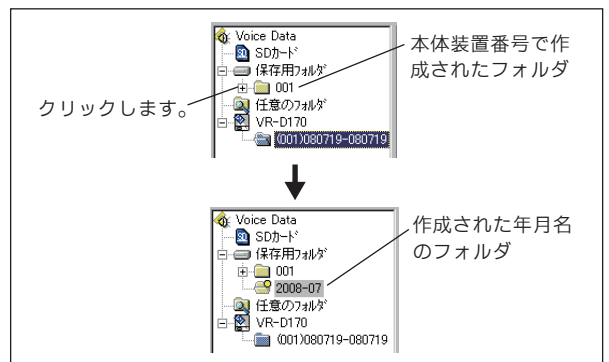 Voice Data
SDカード
保存用フォルダ
001
任意のフォルダ
VR-D170
(001)080719-080719
クリックします。
本体装置番号で作
成されたフォルダ
Voice Data
SDカード
保存用フォルダ
001
2008-07
任意のフォルダ
VR-D170
(001)080719-080719
作成された年月名
のフォルダ